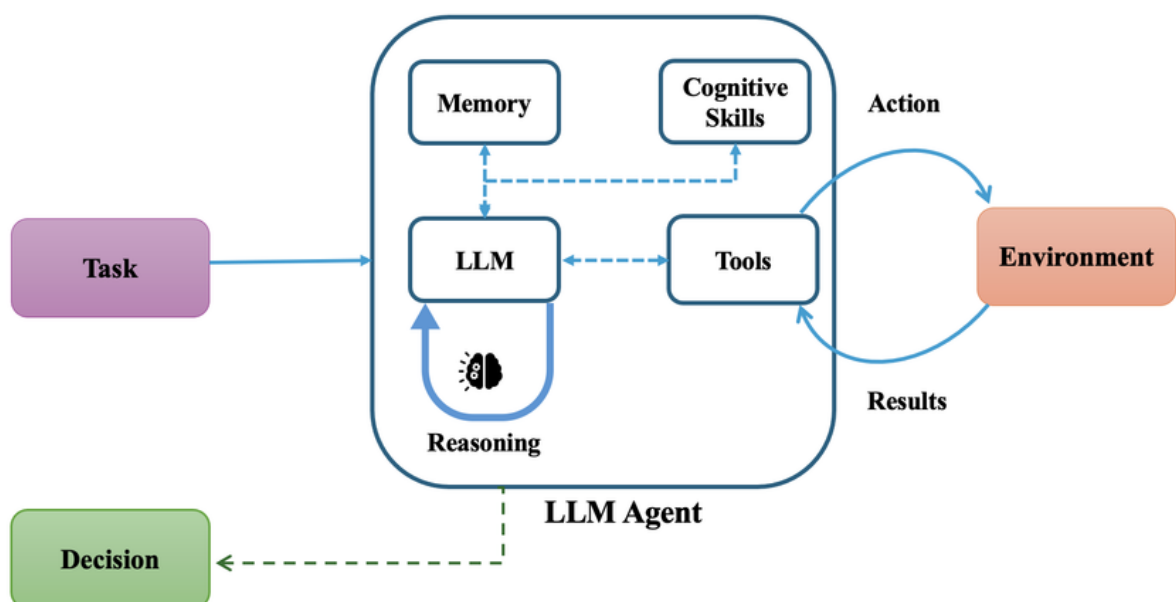 Memory
Cognitive
Skills
Action
Task
LLM
Tools
Environment
Reasoning
Results
LLM Agent
Decision